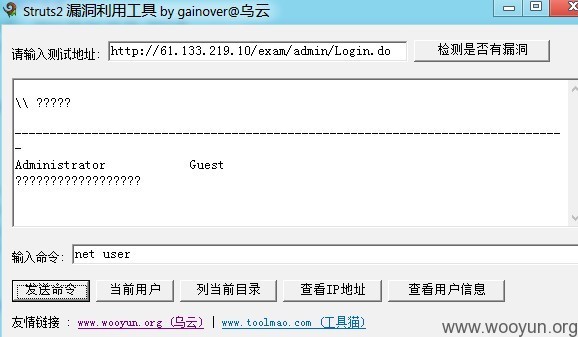 Struts2 漏洞利用工具 by gainover@乌云
请输入测试地址: http://61.133.219.10/exam/admin/Login.do 检测是否有漏洞
\\ ?????
-------------------------------------------------------------------------------
Administrator Guest
??????????????????
输入命令: net user
发送命令 当前用户 列当前目录 查看IP地址 查看用户信息
友情链接 : www.wooyun.org (乌云) | www.toolmao.com (工具猫)
www.wooyun.org